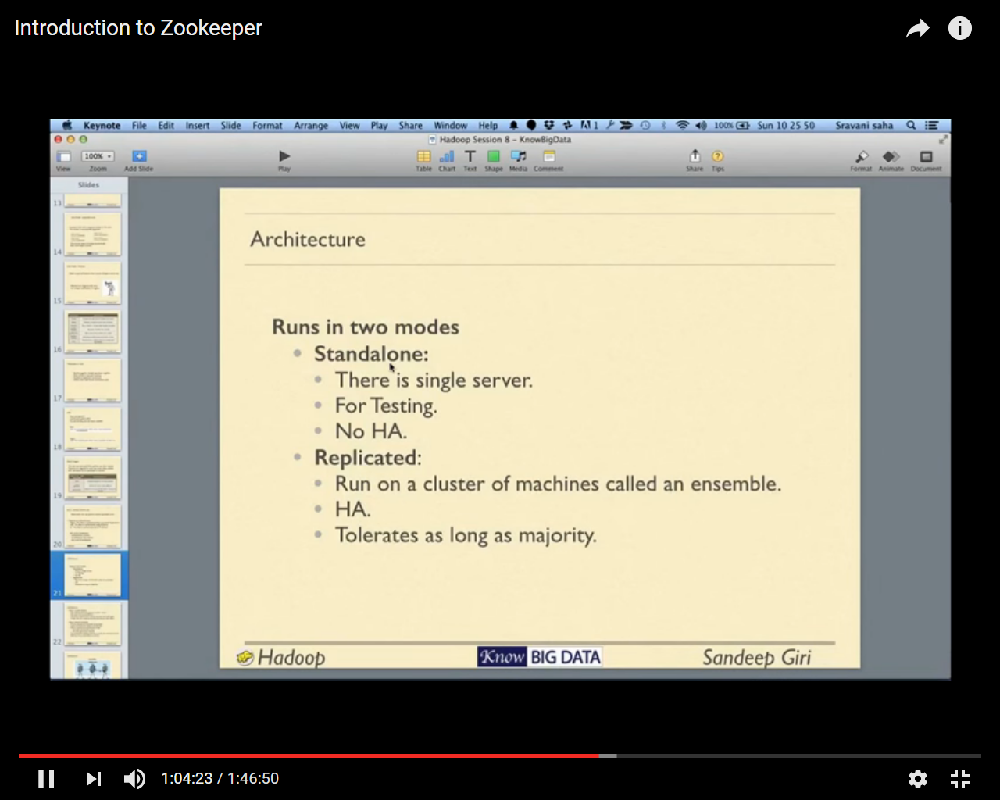 Introduction to Zookeeper
Keynote File Edit Insert Slide Format Arrange View Play Share Window Help 1 100% Sun 10 25 50 Sravani saha
Hadoop Session 8 - KnowBigData
100%
View Zoom Add Slide Play Table Chart Text Shape Media Comment Share Tips Format Animate Document
Slides
13
14
15
16
17
18
19
20
21
22
Architecture
Runs in two modes
Standalone:
There is single server.
For Testing.
No HA.
Replicated:
Run on a cluster of machines called an ensemble.
HA.
Tolerates as long as majority.
Hadoop Know BIG DATA Sandeep Giri
1:04:23 / 1:46:50